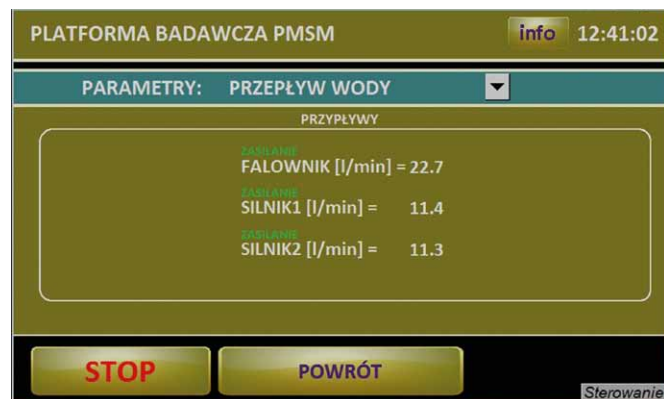 PLATFORMA BADAWCZA PMSM info 12:41:02
PARAMETRY: PRZEPŁYW WODY
PRZYPŁYWY
ZASILANIE
FALOWNIK [l/min] = 22.7
ZASILANIE
SILNIK1 [l/min] = 11.4
ZASILANIE
SILNIK2 [l/min] = 11.3
STOP POWRÓT
Sterowanie